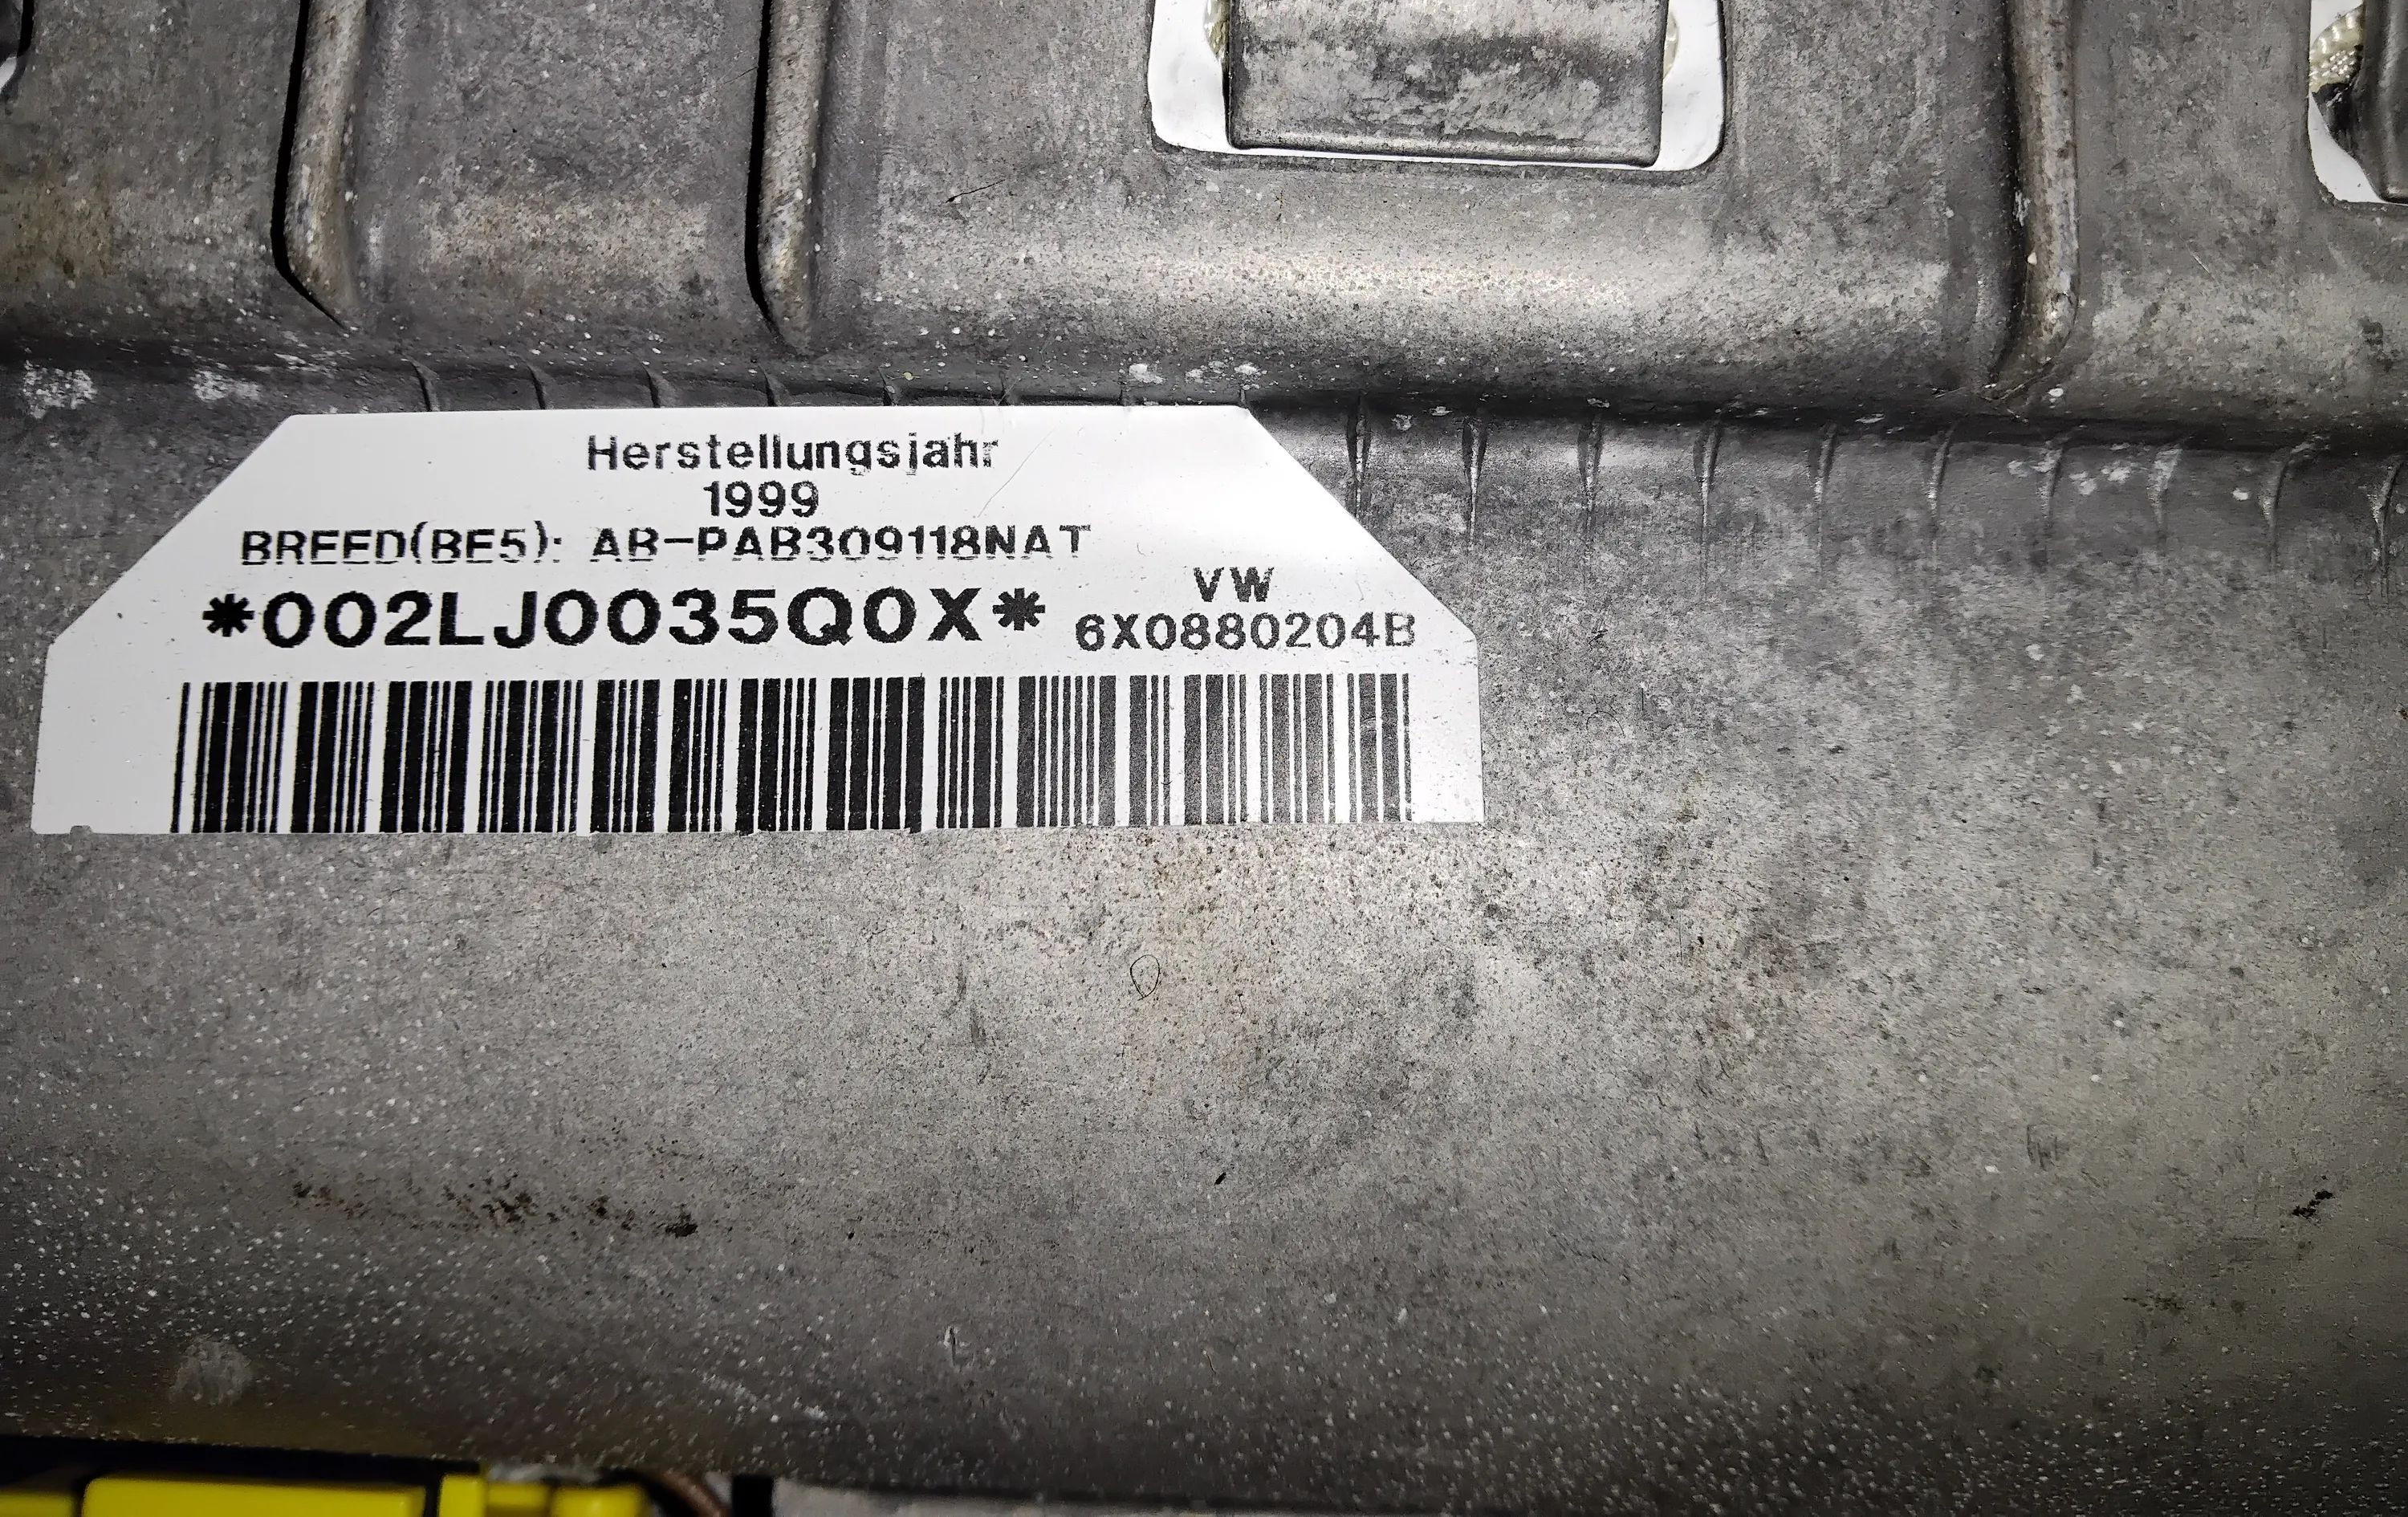 Herstellungsjahr
1999
BREED(BE5): AB-PAB309118NAT
*002LJ0035Q0X*
VW
6X0880204B